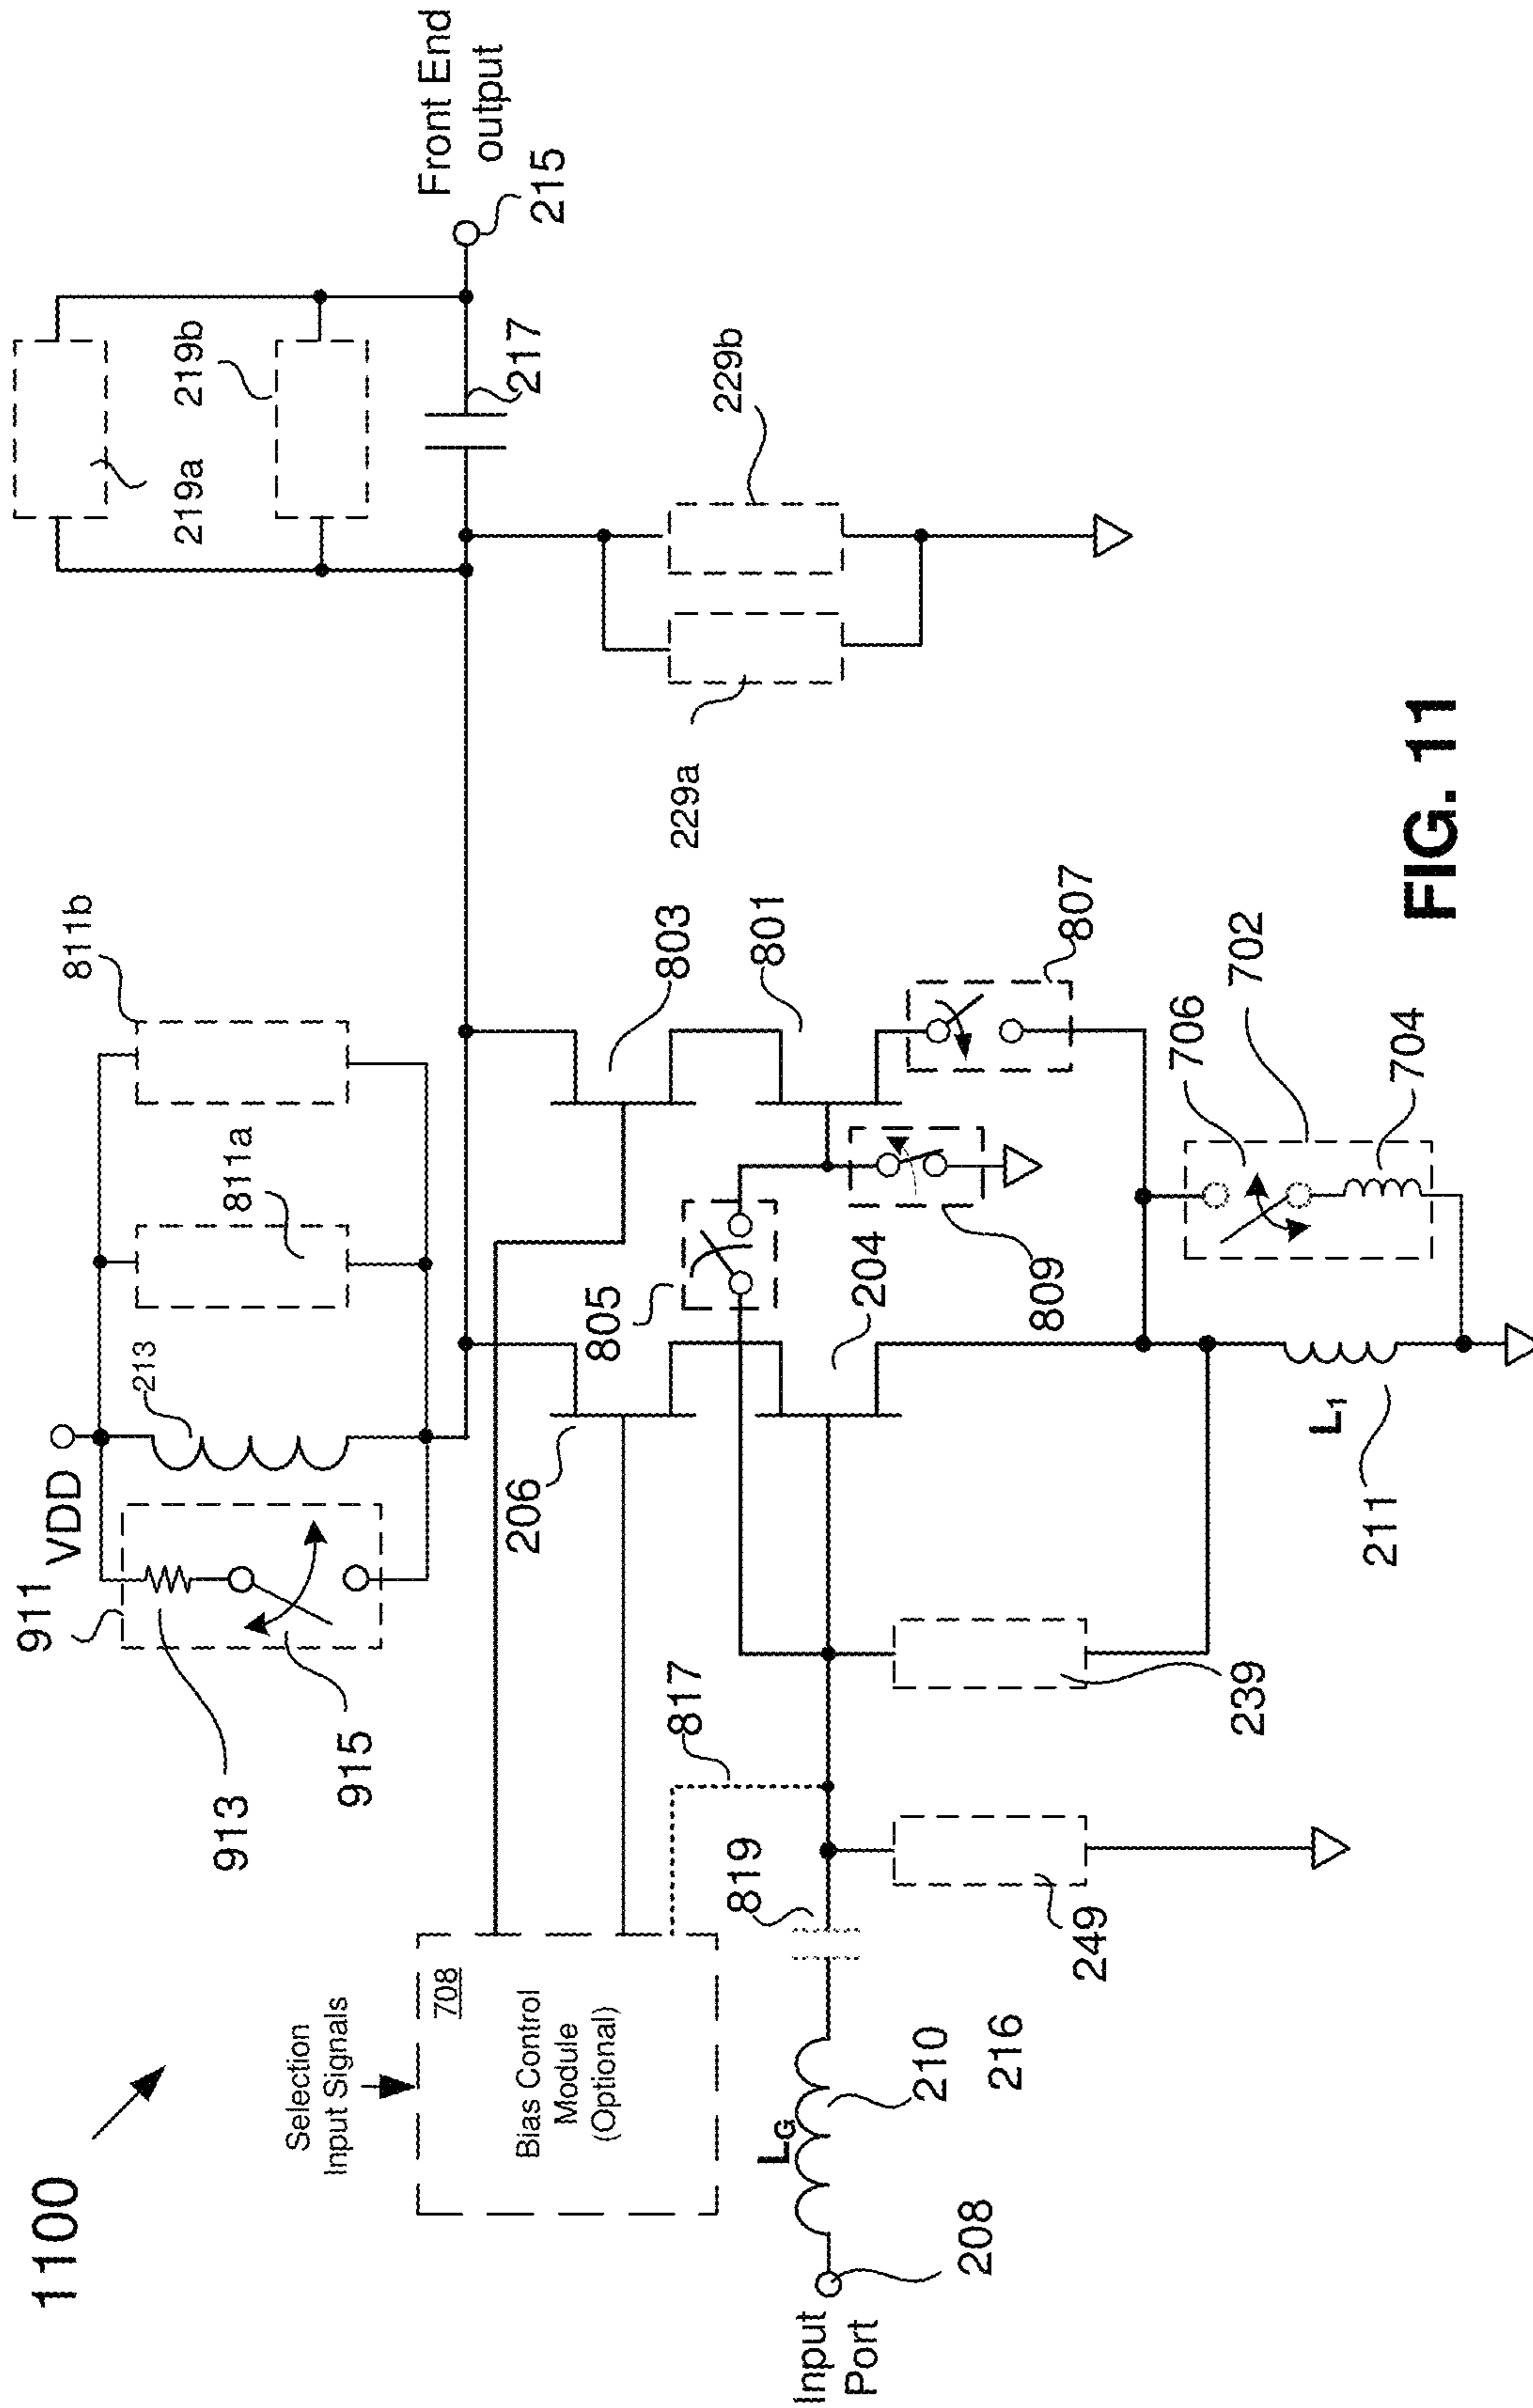 1100
VDD
911
913
915
213
811a
811b
219a
219b
Front End
output
215
217
229a
229b
Selection
Input Signals
708
Bias Control
Module
(Optional)
206
803
805
801
204
809
807
817
819
Input
Port
208
LG
210
216
249
239
L1
211
706
702
704
FIG. 11